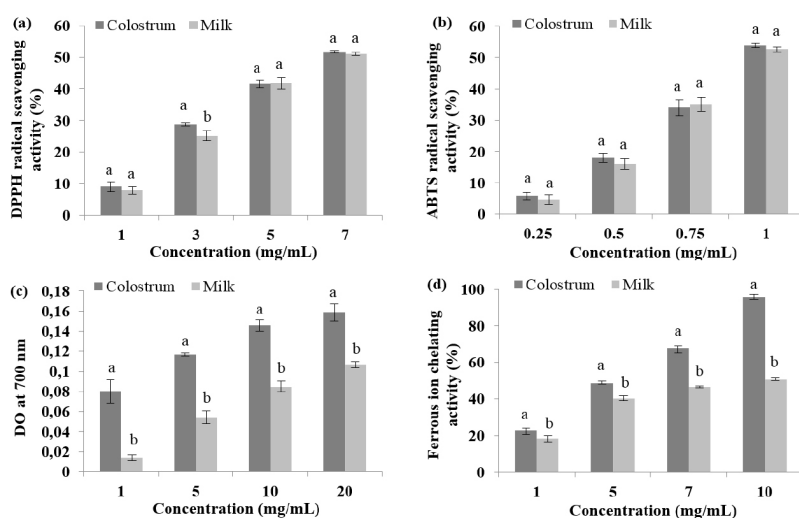 (a)
Colostrum Milk
DPPH radical scavenging
activity (%)
60
50
40
30
20
10
0
a a
a b
a a
a a
1 3 5 7
Concentration (mg/mL)
(b)
Colostrum Milk
ABTS radical scavenging
activity (%)
60
50
40
30
20
10
0
a a
a a
a a
a a
0.25 0.5 0.75 1
Concentration (mg/mL)
(c)
Colostrum Milk
DO at 700 nm
0,18
0,16
0,14
0,12
0,1
0,08
0,06
0,04
0,02
0
a b
a b
a b
a b
1 5 10 20
Concentration (mg/mL)
(d)
Colostrum Milk
Ferrous ion chelating
activity (%)
100
80
60
40
20
0
a b
a b
a b
a b
1 5 7 10
Concentration (mg/mL)